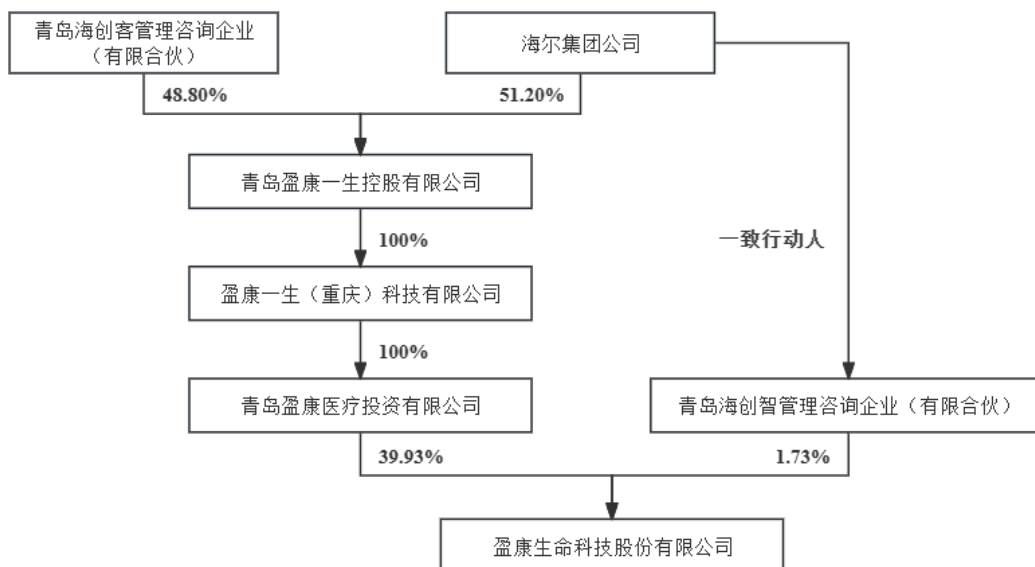 青岛海创客管理咨询企业
（有限合伙）
海尔集团公司
48.80%
51.20%
青岛盈康一生控股有限公司
100%
一致行动人
盈康一生（重庆）科技有限公司
100%
青岛盈康医疗投资有限公司
青岛海创智管理咨询企业（有限合伙）
39.93%
1.73%
盈康生命科技股份有限公司